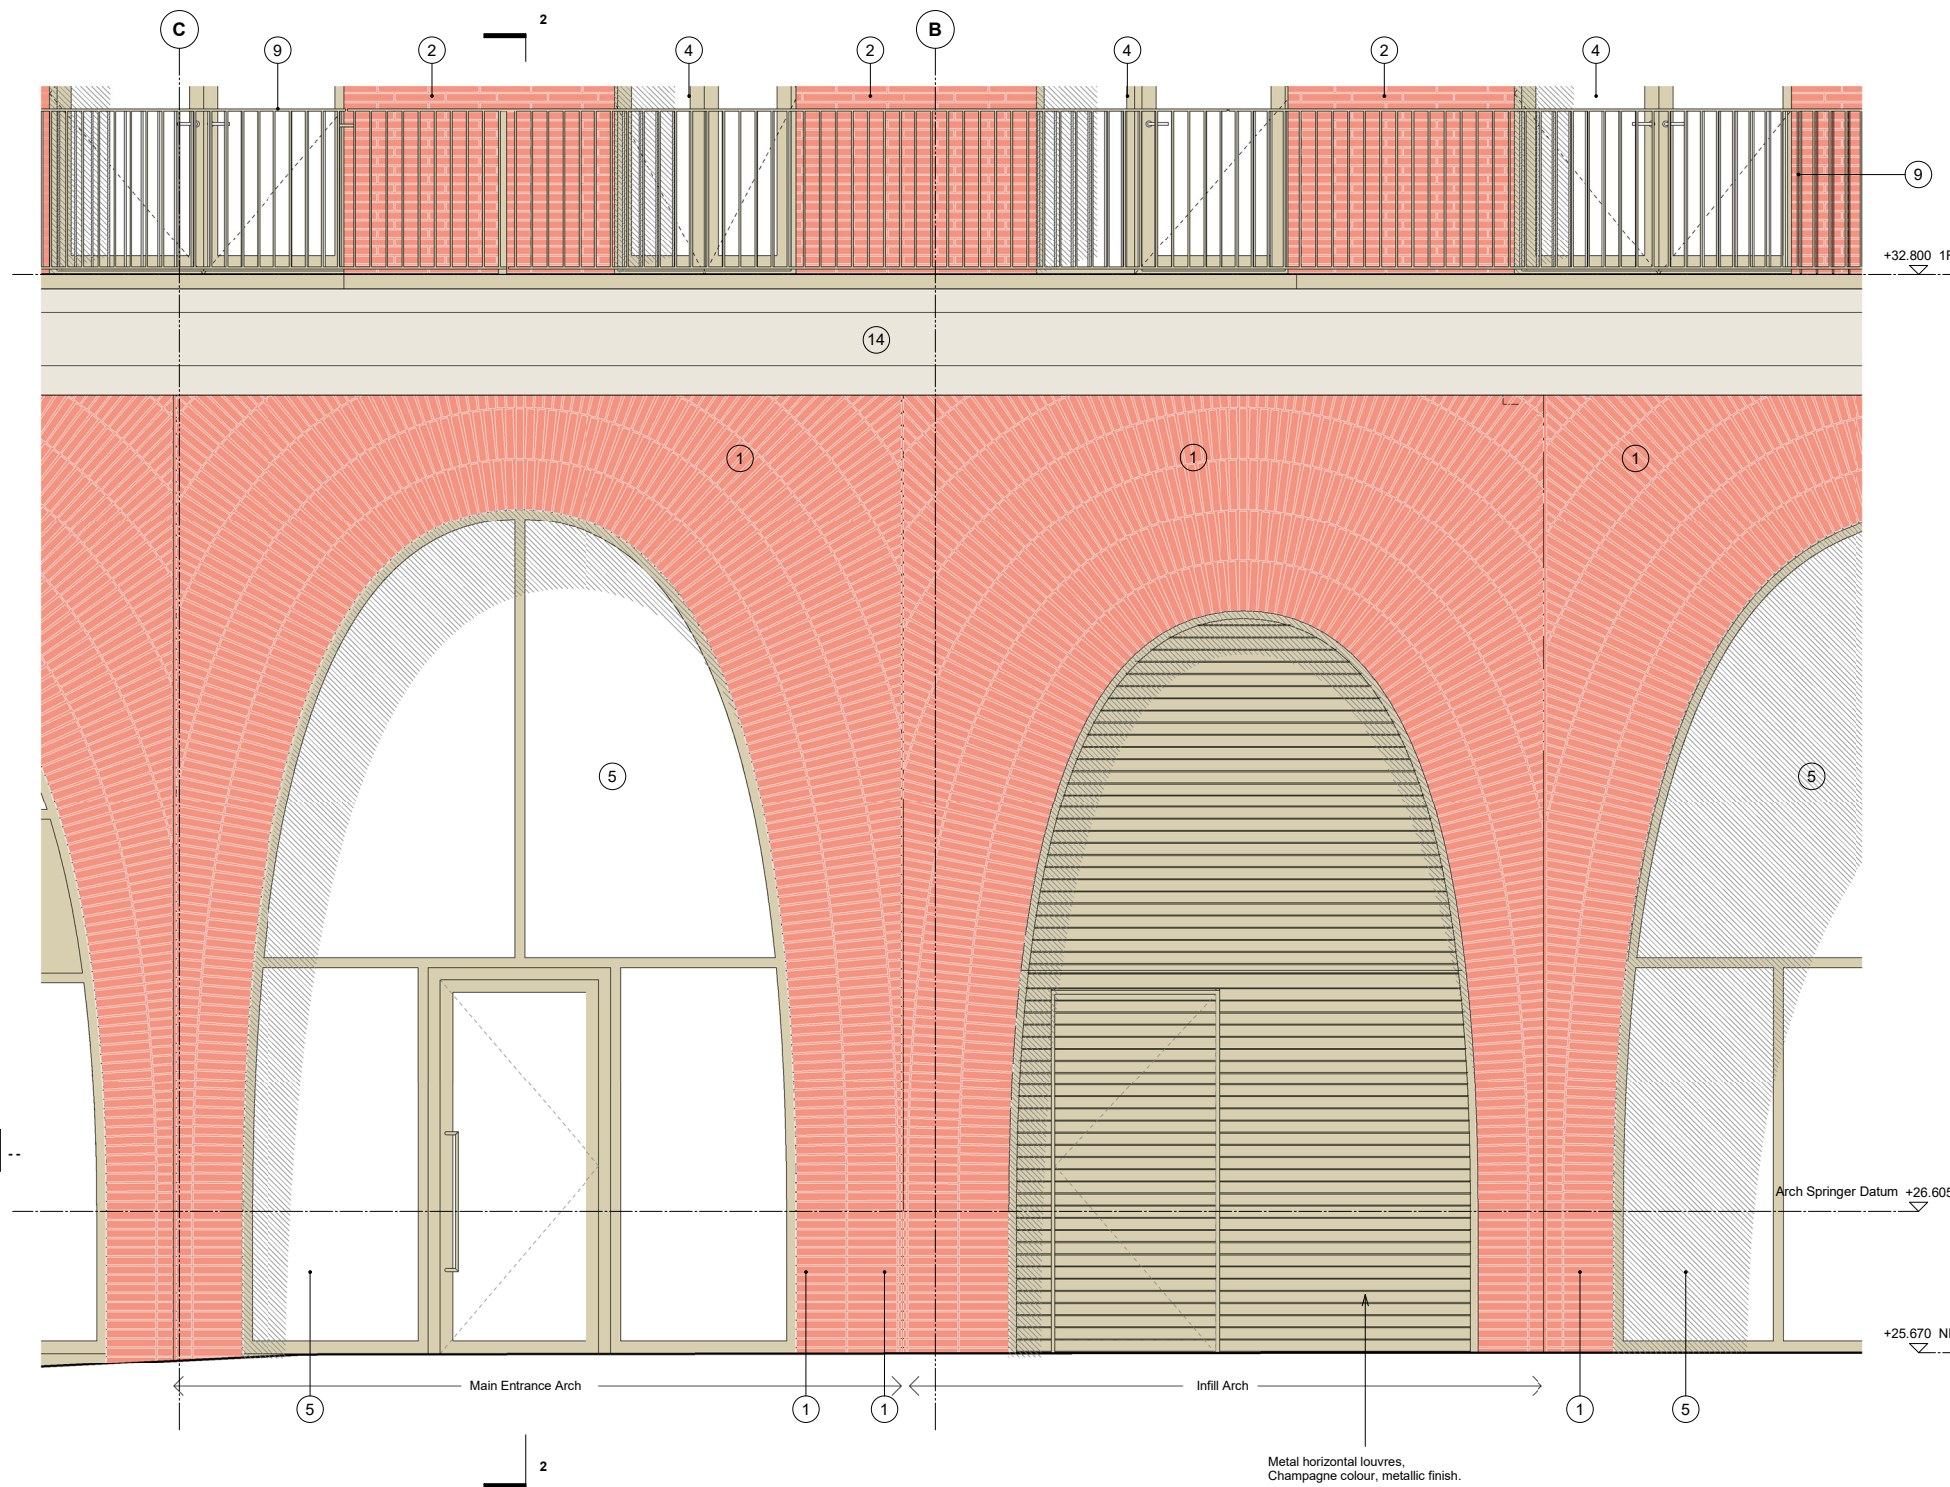 2
C
9
2
4
2
B
4
2
4
9
+32.800 1F
14
1
1
1
5
5
--
Arch Springer Datum +26.605
+25.670
Main Entrance Arch
Infill Arch
5
1
1
1
5
2
Metal horizontal louvres,
Champagne colour, metallic finish.